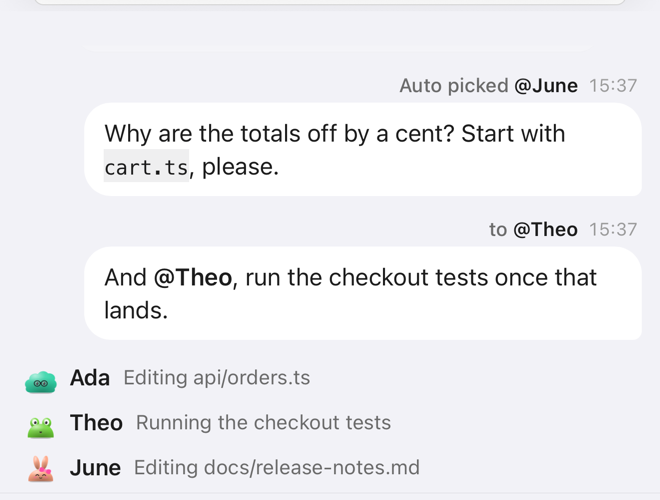 Auto picked @June 15:37
Why are the totals off by a cent? Start with
cart.ts, please.
to @Theo 15:37
And @Theo, run the checkout tests once that
lands.
Ada Editing api/orders.ts
Theo Running the checkout tests
June Editing docs/release-notes.md